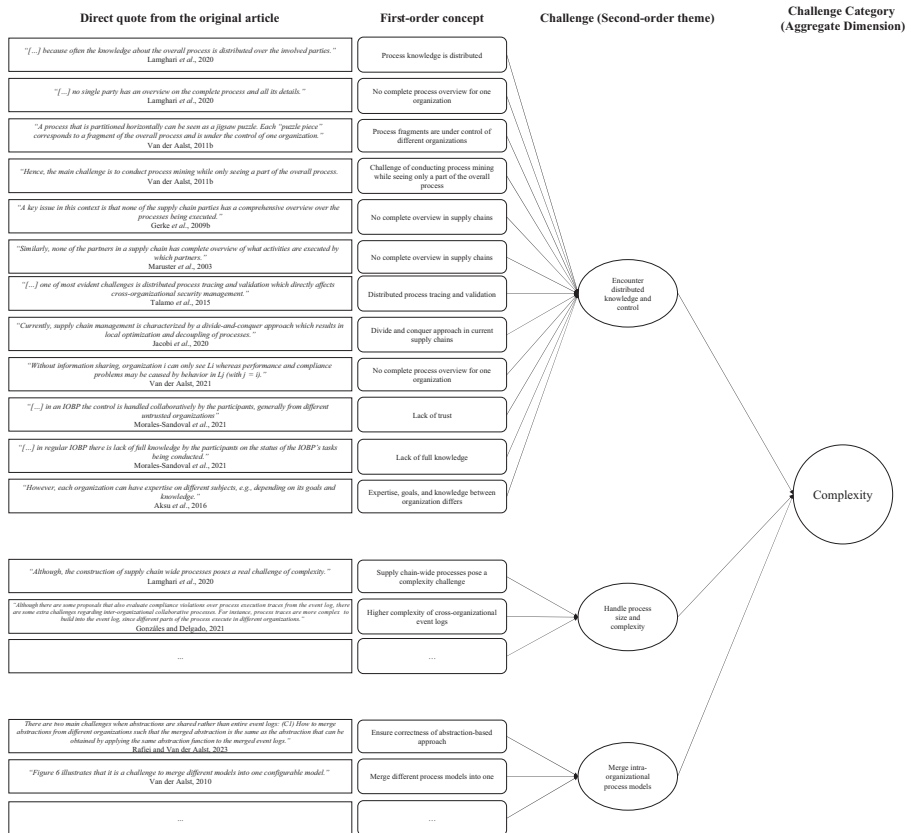 Direct quote from the original article
First-order concept
Challenge (Second-order theme)
Challenge Category
(Aggregate Dimension)
“[…] because often the knowledge about the overall process is distributed over the involved parties.”
Lamghari et al., 2020
Process knowledge is distributed
“[…] no single party has an overview on the complete process and all its details.”
Lamghari et al., 2020
No complete process overview for one
organization
“A process that is partitioned horizontally can be seen as a jigsaw puzzle. Each “puzzle piece”
corresponds to a fragment of the overall process and is under the control of one organization.”
Van der Aalst, 2011b
Process fragments are under control of
different organizations
“Hence, the main challenge is to conduct process mining while only seeing a part of the overall process.
Van der Aalst, 2011b
Challenge of conducting process mining
while seeing only a part of the overall
process
“A key issue in this context is that none of the supply chain parties has a comprehensive overview over the
processes being executed.”
Gerke et al., 2009b
No complete overview in supply chains
“Similarly, none of the partners in a supply chain has complete overview of what activities are executed by
which partners.”
Maruster et al., 2003
No complete overview in supply chains
“[…] one of most evident challenges is distributed process tracing and validation which directly affects
cross-organizational security management.”
Talamo et al., 2015
Distributed process tracing and validation
“Currently, supply chain management is characterized by a divide-and-conquer approach which results in
local optimization and decoupling of processes.”
Jacobi et al., 2020
Divide and conquer approach in current
supply chains
“Without information sharing, organization i can only see Li whereas performance and compliance
problems may be caused by behavior in Lj (with j = i).”
Van der Aalst, 2021
No complete process overview for one
organization
“[…] in an IOBP the control is handled collaboratively by the participants, generally from different
untrusted organizations”
Morales-Sandoval et al., 2021
Lack of trust
“[…] in regular IOBP there is lack of full knowledge by the participants on the status of the IOBP’s tasks
being conducted.”
Morales-Sandoval et al., 2021
Lack of full knowledge
“However, each organization can have expertise on different subjects, e.g., depending on its goals and
knowledge.”
Aksu et al., 2016
Expertise, goals, and knowledge between
organization differs
Encounter
distributed
knowledge and
control
Complexity
“Although, the construction of supply chain wide processes poses a real challenge of complexity.”
Lamghari et al., 2020
Supply chain-wide processes pose a
complexity challenge
“Although there are some proposals that also evaluate compliance violations over process execution traces from the event log, there
are some extra challenges regarding inter-organizational collaborative processes. For instance, process traces are more complex to
build into the event log, since different parts of the process execute in different organizations.”
Gonzáles and Delgado, 2021
Higher complexity of cross-organizational
event logs
...
...
Handle process
size and
complexity
There are two main challenges when abstractions are shared rather than entire event logs: (C1) How to merge
abstractions from different organizations such that the merged abstraction is the same as the abstraction that can be
obtained by applying the same abstraction function to the merged event logs.”
Rafiei and Van der Aalst, 2023
Ensure correctness of abstraction-based
approach
“Figure 6 illustrates that it is a challenge to merge different models into one configurable model.”
Van der Aalst, 2010
Merge different process models into one
...
...
Merge intra-
organizational
process models